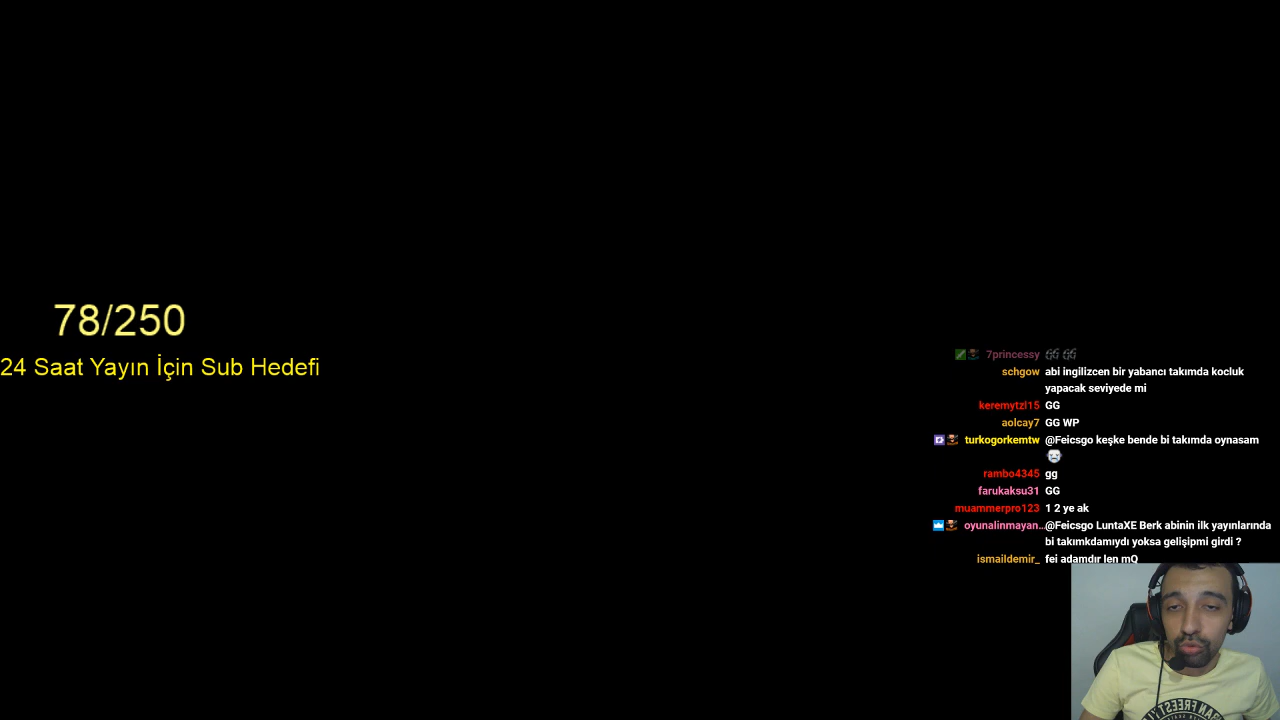 78/250
24 Saat Yayın İçin Sub Hedefi
7princessy GG GG
schgow abi ingilizcen bir yabancı takımda kocluk
yapacak seviyede mi
keremytzl15 GG
aolcay7 GG WP
turkogorkemtw @Feicsgo keşke bende bi takımda oynasam
rambo4345 gg
farukaksu31 GG
muammerpro123 1 2 ye ak
oyunalinmayan... @Feicsgo LuntaXE Berk abinin ilk yayınlarında
bi takımkdamıydı yoksa gelişipmi girdi ?
ismaildemir_ fei adamdır len mQ